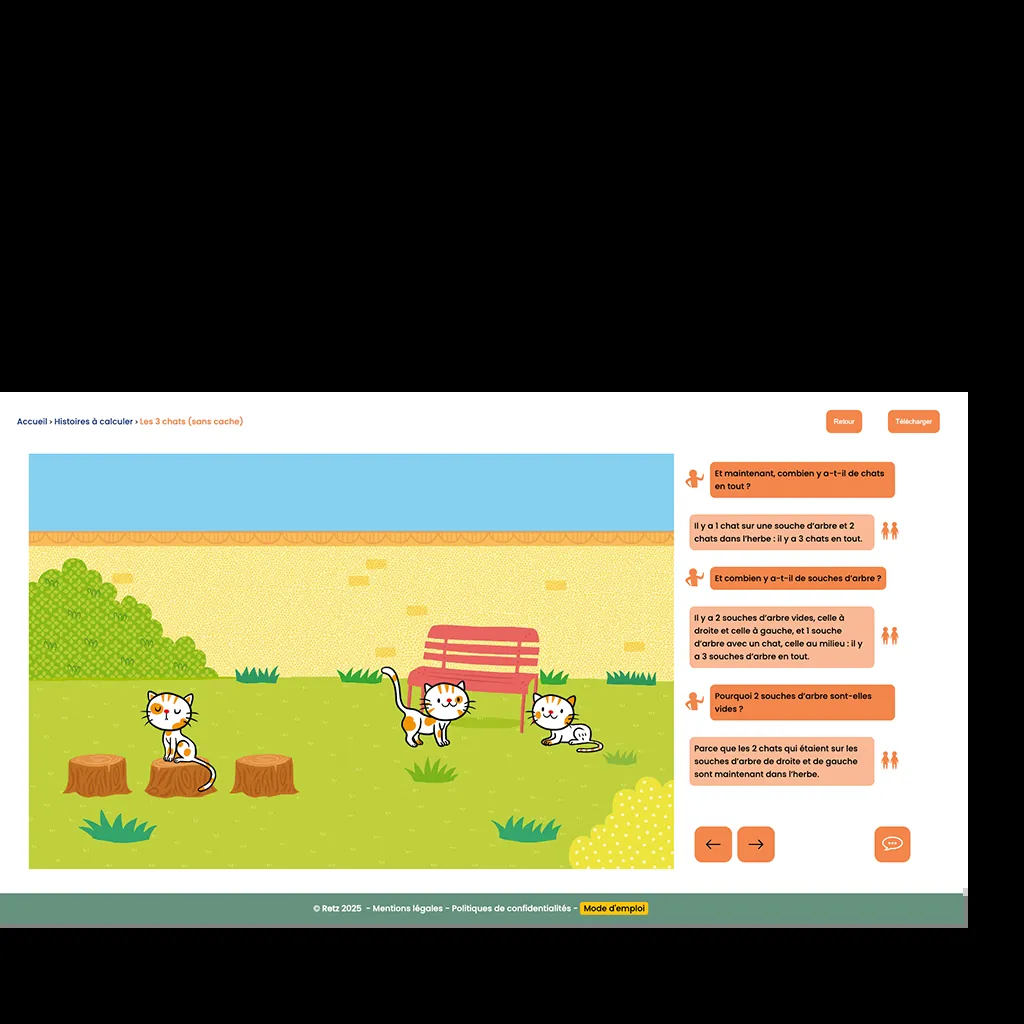 Accueil › Histoires à calculer › Les 3 chats (sans cache)
Retour
Télécharger
Et maintenant, combien y a-t-il de chats
en tout ?
Il y a 1 chat sur une souche d’arbre et 2
chats dans l’herbe : il y a 3 chats en tout.
Et combien y a-t-il de souches d’arbre ?
Il y a 2 souches d’arbre vides, celle à
droite et celle à gauche, et 1 souche
d’arbre avec un chat, celle au milieu : il y
a 3 souches d’arbre en tout.
Pourquoi 2 souches d’arbre sont-elles
vides ?
Parce que les 2 chats qui étaient sur les
souches d’arbre de droite et de gauche
sont maintenant dans l’herbe.
© Retz 2025 - Mentions légales - Politiques de confidentialités - Mode d'emploi